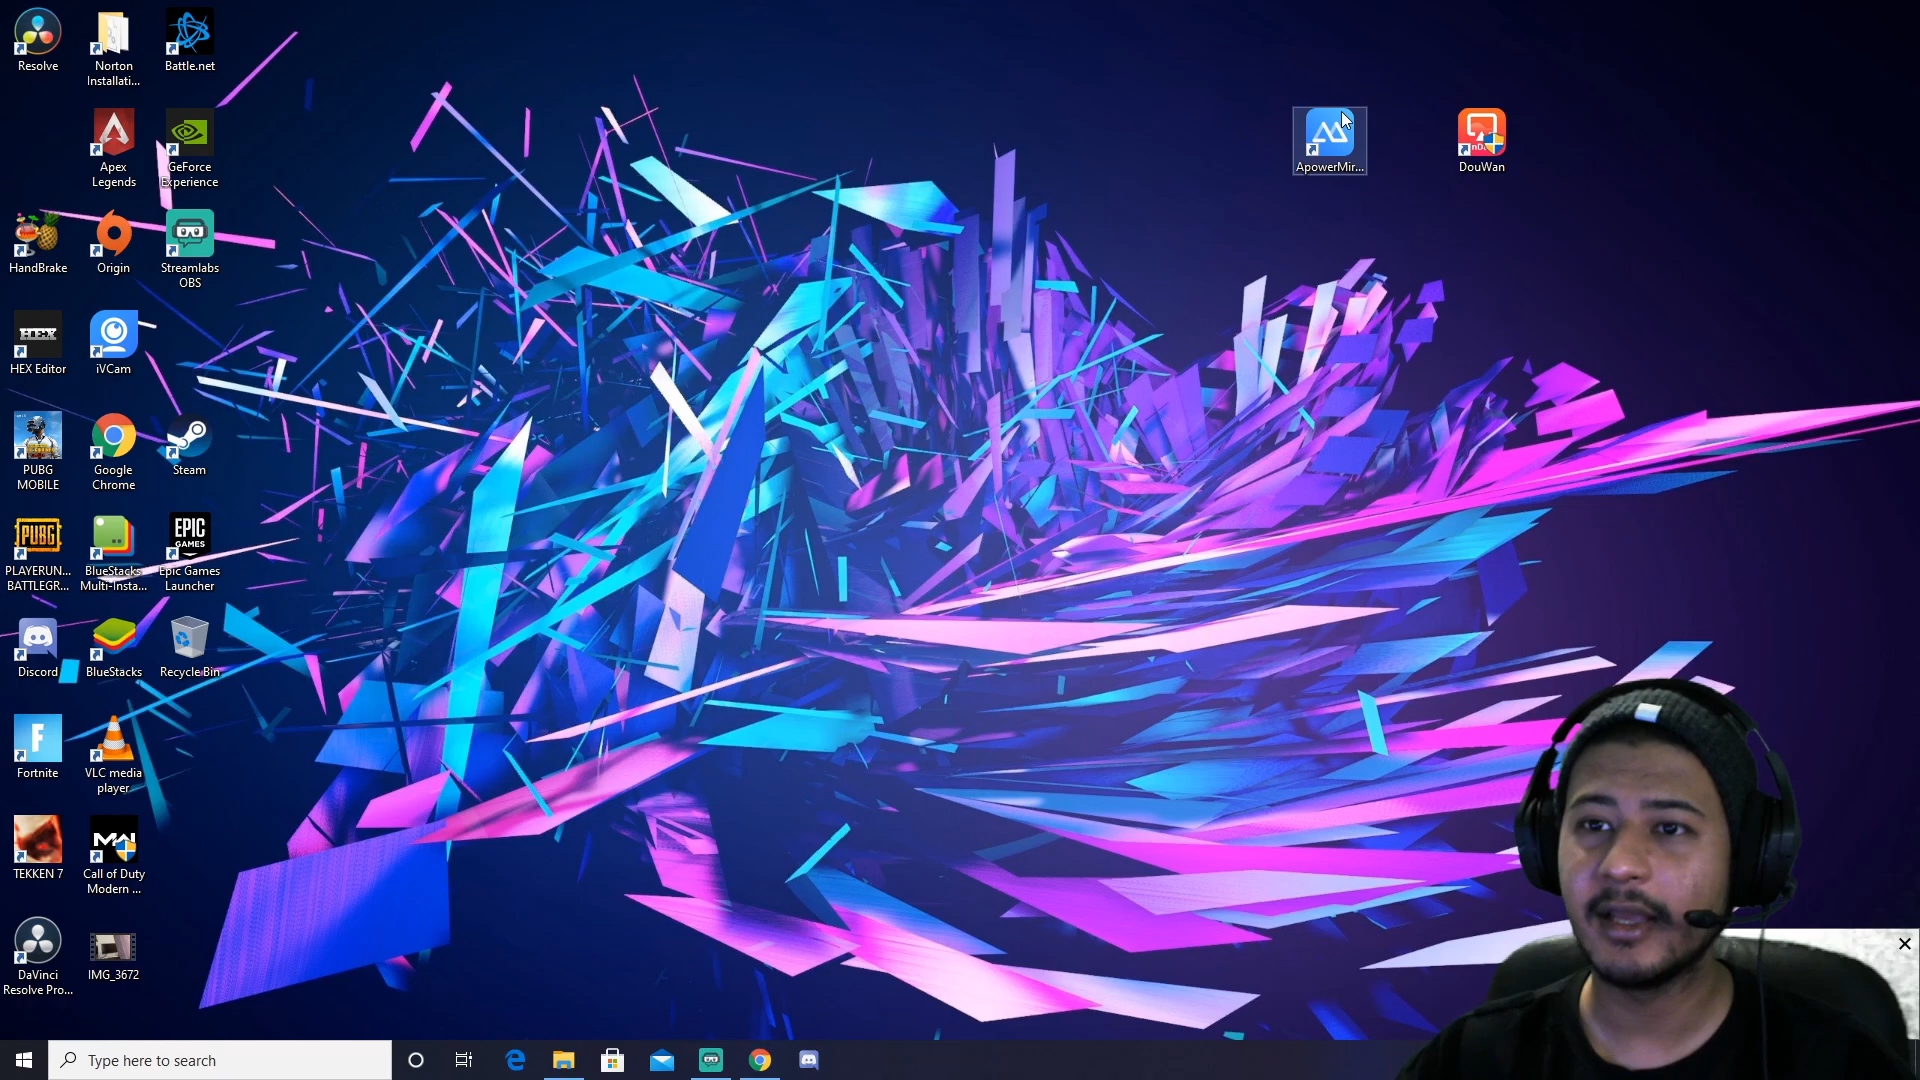 Resolve
Norton
Installati...
Battle.net
Apex
Legends
GeForce
Experience
HandBrake
Origin
Streamlabs
OBS
HEX
HEX Editor
iVCam
PUBG
MOBILE
Google
Chrome
Steam
PUBG
PLAYERUN...
BATTLEGR...
BlueStacks
Multi-Insta...
EPIC
GAMES
Epic Games
Launcher
Discord
BlueStacks
Recycle Bin
F
Fortnite
VLC media
player
TEKKEN 7
Call of Duty
Modern ...
DaVinci
Resolve Pro...
IMG_3672
ApowerMir...
DouWan
Type here to search